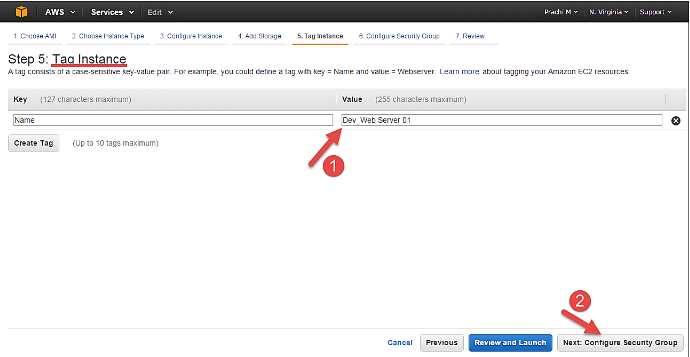 AWS Services Edit Prachi M N. Virginia Support
1. Choose AMI 2. Choose Instance Type 3. Configure Instance 4. Add Storage 5. Tag Instance 6. Configure Security Group 7. Review
Step 5: Tag Instance
A tag consists of a case-sensitive key-value pair. For example, you could define a tag with key = Name and value = Webserver. Learn more about tagging your Amazon EC2 resources.
Key (127 characters maximum) Value (255 characters maximum)
Name Dev_Web Server 01
Create Tag (Up to 10 tags maximum)
1
2
Cancel Previous Review and Launch Next: Configure Security Group